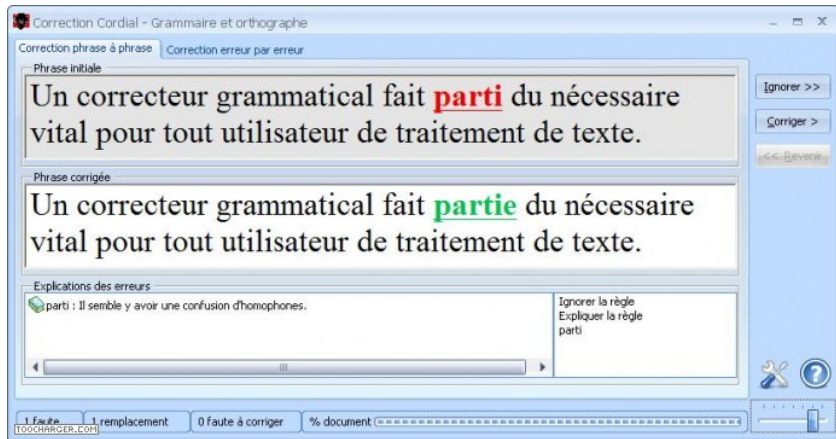 Correction Cordial - Grammaire et orthographe
Correction phrase à phrase Correction erreur par erreur
Phrase initiale
Un correcteur grammatical fait parti du nécessaire
vital pour tout utilisateur de traitement de texte.
Ignorer >>
Corriger >
<< Revenir
Phrase corrigée
Un correcteur grammatical fait partie du nécessaire
vital pour tout utilisateur de traitement de texte.
Explications des erreurs
parti : Il semble y avoir une confusion d'homophones.
Ignorer la règle
Expliquer la règle
parti
1 faute 1 remplacement 0 faute à corriger % document
TOOCHARGER.COM